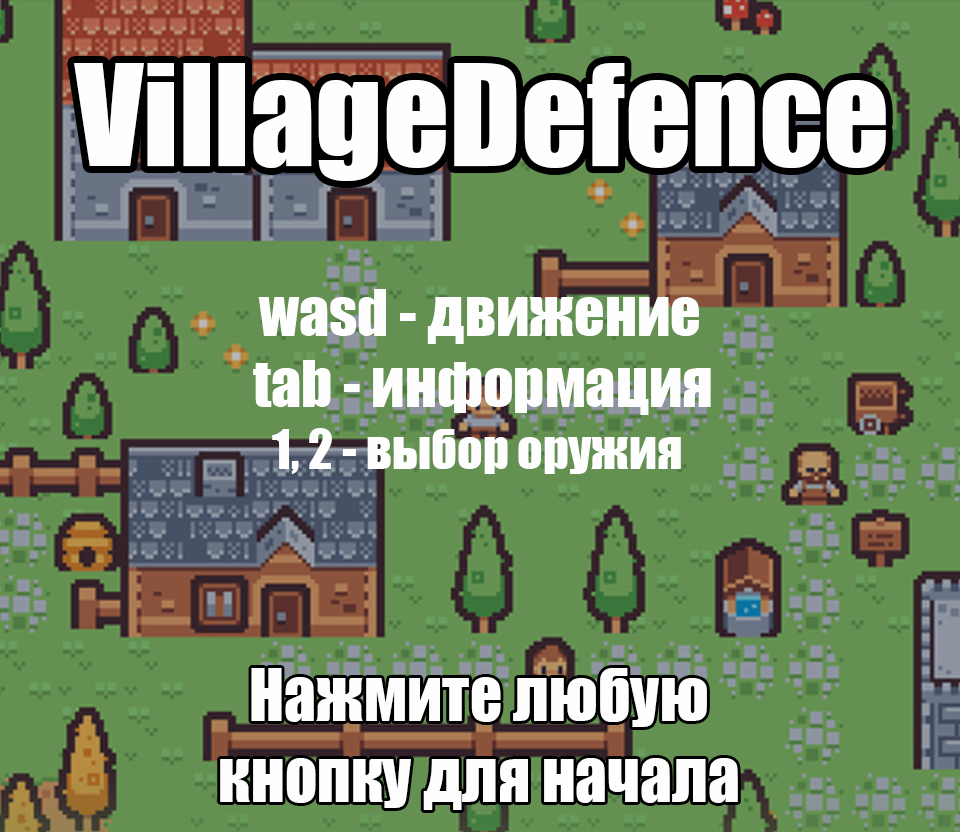 VillageDefence
wasd - движение
tab - информация
1, 2 - выбор оружия
Нажмите любую
кнопку для начала